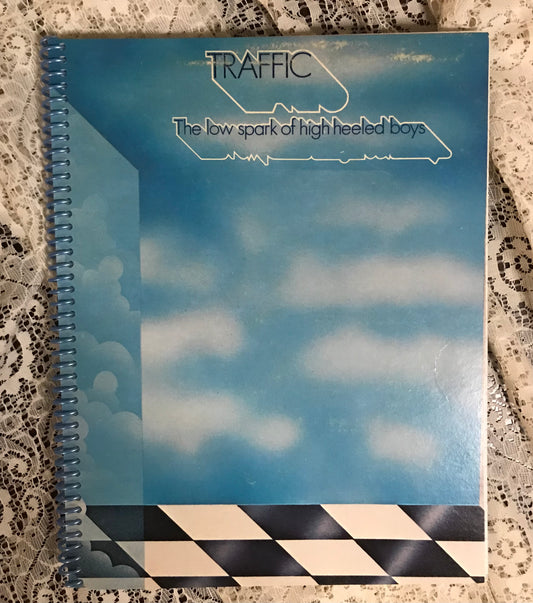 TRAFFIC
The low spark of high heeled boys